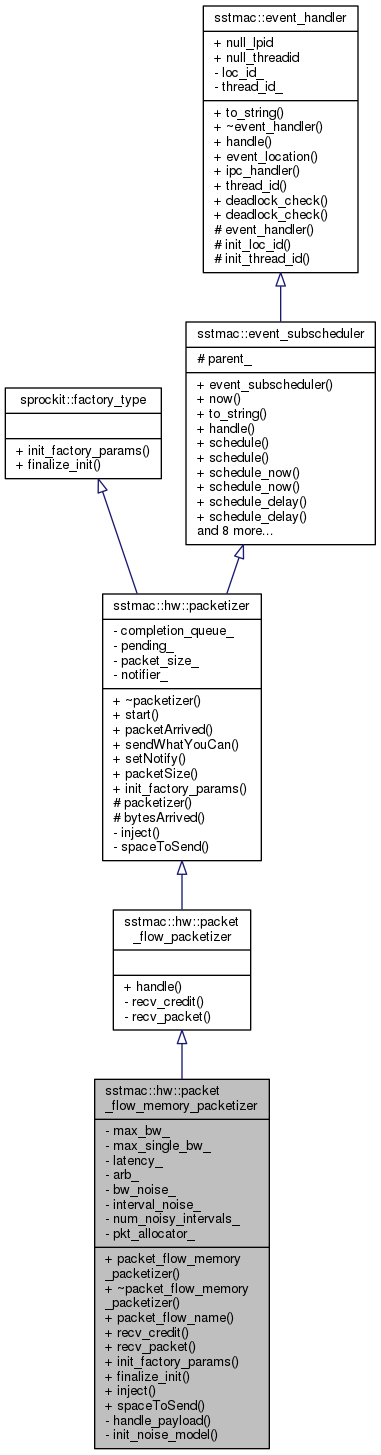 sstmac::event_handler
+ null_lpid
+ null_threadid
- loc_id_
- thread_id_
+ to_string()
+ ~event_handler()
+ handle()
+ event_location()
+ ipc_handler()
+ thread_id()
+ deadlock_check()
+ deadlock_check()
# event_handler()
# init_loc_id()
# init_thread_id()
sstmac::event_subscheduler
# parent_
+ event_subscheduler()
+ now()
+ to_string()
+ handle()
+ schedule()
+ schedule()
+ schedule_now()
+ schedule_now()
+ schedule_delay()
+ schedule_delay()
and 8 more...
sprockit::factory_type
+ init_factory_params()
+ finalize_init()
sstmac::hw::packetizer
- completion_queue_
- pending_
- packet_size_
- notifier_
+ ~packetizer()
+ start()
+ packetArrived()
+ sendWhatYouCan()
+ setNotify()
+ packetSize()
+ init_factory_params()
# packetizer()
# bytesArrived()
- inject()
- spaceToSend()
sstmac::hw::packet
_flow_packetizer
+ handle()
- recv_credit()
- recv_packet()
sstmac::hw::packet
_flow_memory_packetizer
- max_bw_
- max_single_bw_
- latency_
- arb_
- bw_noise_
- interval_noise_
- num_noisy_intervals_
- pkt_allocator_
+ packet_flow_memory
_packetizer()
+ ~packet_flow_memory
_packetizer()
+ packet_flow_name()
+ recv_credit()
+ recv_packet()
+ init_factory_params()
+ finalize_init()
+ inject()
+ spaceToSend()
- handle_payload()
- init_noise_model()